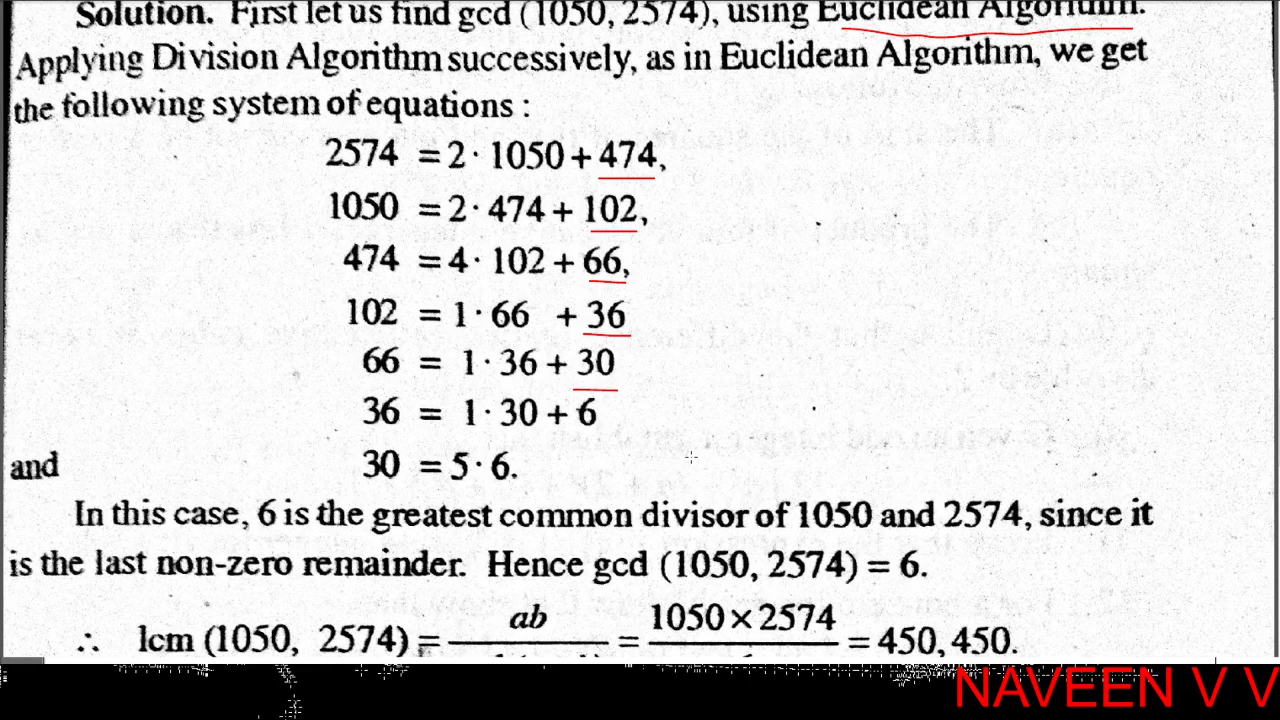 Solution. First let us find gcd (1050, 2574), using Euclidean Algorithm.
Applying Division Algorithm successively, as in Euclidean Algorithm, we get
the following system of equations :
2574 = 2 · 1050 + 474,
1050 = 2 · 474 + 102,
474 = 4 · 102 + 66,
102 = 1 · 66 + 36
66 = 1 · 36 + 30
36 = 1 · 30 + 6
and 30 = 5 · 6.
In this case, 6 is the greatest common divisor of 1050 and 2574, since it
is the last non-zero remainder. Hence gcd (1050, 2574) = 6.
∴ lcm (1050, 2574) = ab = 1050 × 2574 = 450, 450.
NAVEEN V V